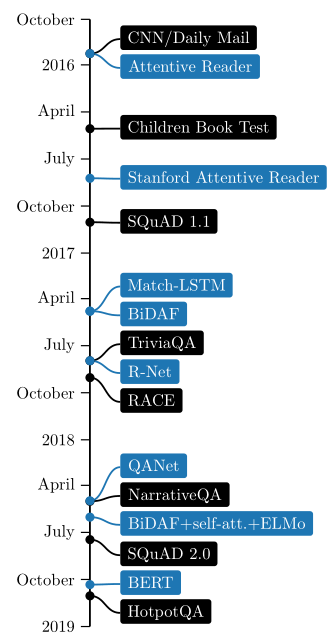 October
CNN/Daily Mail
2016
Attentive Reader
April
Children Book Test
July
Stanford Attentive Reader
October
SQuAD 1.1
2017
Match-LSTM
April
BiDAF
July
TriviaQA
R-Net
October
RACE
2018
QANet
April
NarrativeQA
BiDAF+self-att.+ELMo
July
SQuAD 2.0
October
BERT
HotpotQA
2019